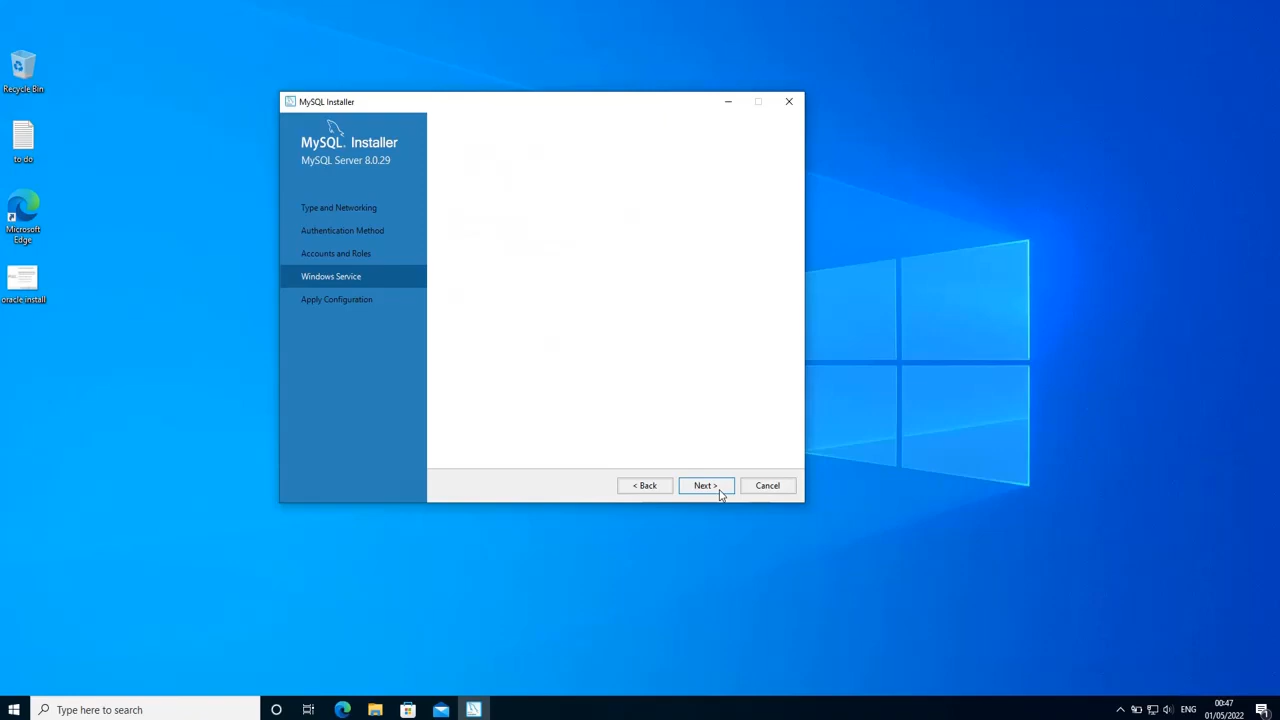 Recycle Bin
to do
Microsoft
Edge
oracle install
MySQL Installer
MySQL. Installer
MySQL Server 8.0.29
Type and Networking
Authentication Method
Accounts and Roles
Windows Service
Apply Configuration
< Back
Next >
Cancel
Type here to search
ENG
00:47
01/05/2022
1